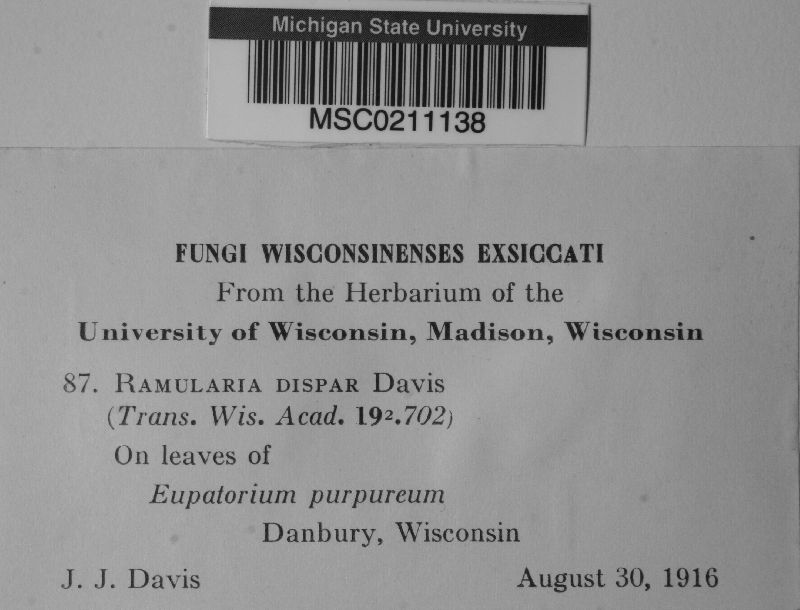 Michigan State University
MSC0211138
FUNGI WISCONSINENSES EXSICCATI
From the Herbarium of the
University of Wisconsin, Madison, Wisconsin
87. RAMULARIA DISPAR Davis
(Trans. Wis. Acad. 19².702)
On leaves of
Eupatorium purpureum
Danbury, Wisconsin
J. J. Davis August 30, 1916